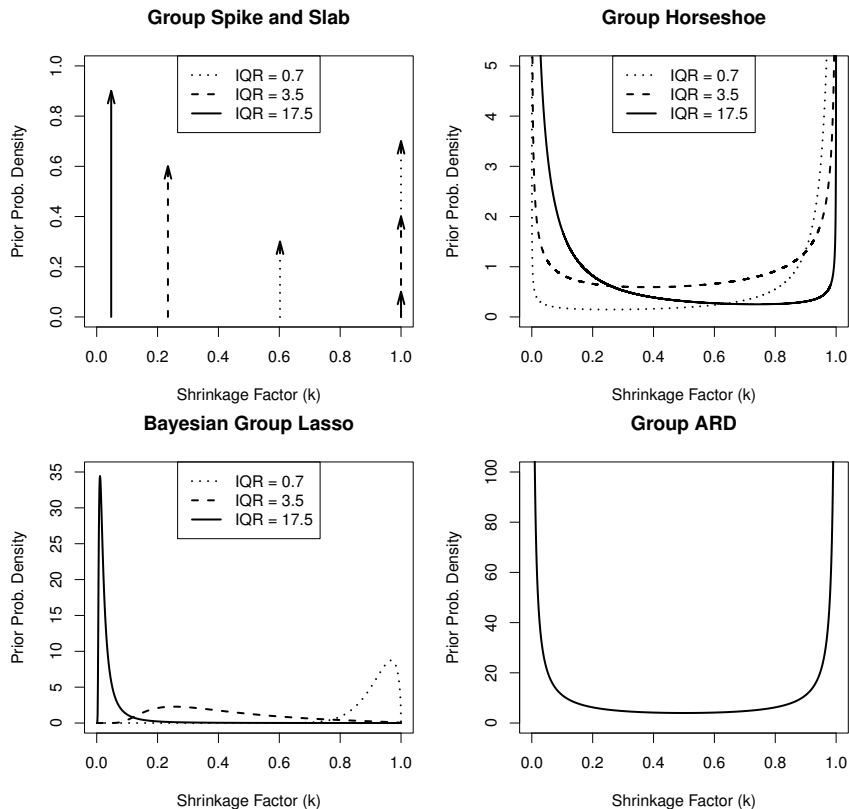 Group Spike and Slab
Prior Prob. Density
1.0
0.8
0.6
0.4
0.2
0.0
IQR = 0.7
IQR = 3.5
IQR = 17.5
0.0 0.2 0.4 0.6 0.8 1.0
Shrinkage Factor (k)
Group Horseshoe
Prior Prob. Density
5
4
3
2
1
0
IQR = 0.7
IQR = 3.5
IQR = 17.5
0.0 0.2 0.4 0.6 0.8 1.0
Shrinkage Factor (k)
Bayesian Group Lasso
Prior Prob. Density
35
30
25
20
15
10
5
0
IQR = 0.7
IQR = 3.5
IQR = 17.5
0.0 0.2 0.4 0.6 0.8 1.0
Shrinkage Factor (k)
Group ARD
Prior Prob. Density
100
80
60
40
20
0
0.0 0.2 0.4 0.6 0.8 1.0
Shrinkage Factor (k)